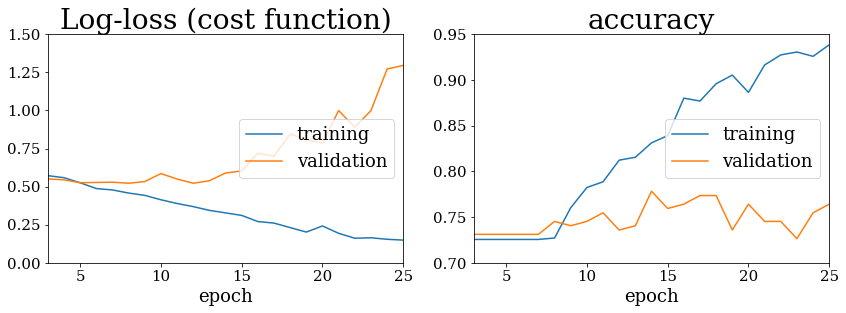 Log-loss (cost function)
1.50
1.25
1.00
0.75
0.50
0.25
0.00
training
validation
5
10
15
20
25
epoch
accuracy
0.95
0.90
0.85
0.80
0.75
0.70
training
validation
5
10
15
20
25
epoch